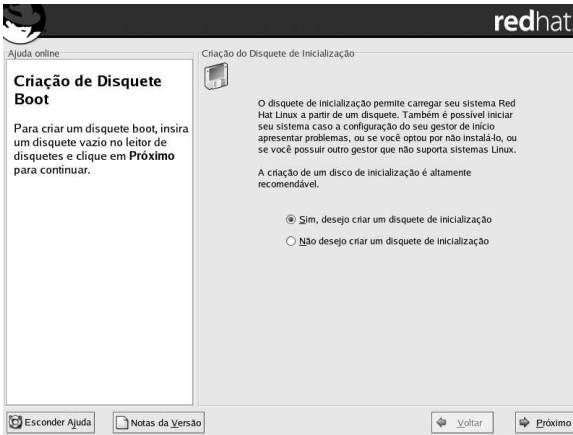 redhat.
Ajuda online
Criação de Disquete
Boot
Para criar um disquete boot, insira
um disquete vazio no leitor de
disquetes e clique em Próximo
para continuar.
Criação do Disquete de Inicialização
O disquete de inicialização permite carregar seu sistema Red
Hat Linux a partir de um disquete. Também é possível iniciar
seu sistema caso a configuração do seu gestor de início
apresentar problemas, ou se você optou por não instalá-lo, ou
se você possuir outro gestor que não suporta sistemas Linux.
A criação de um disco de inicialização é altamente
recomendável.
Sim, desejo criar um disquete de inicialização
Não desejo criar um disquete de inicialização
Esconder Ajuda
Notas da Versão
Voltar
Próximo